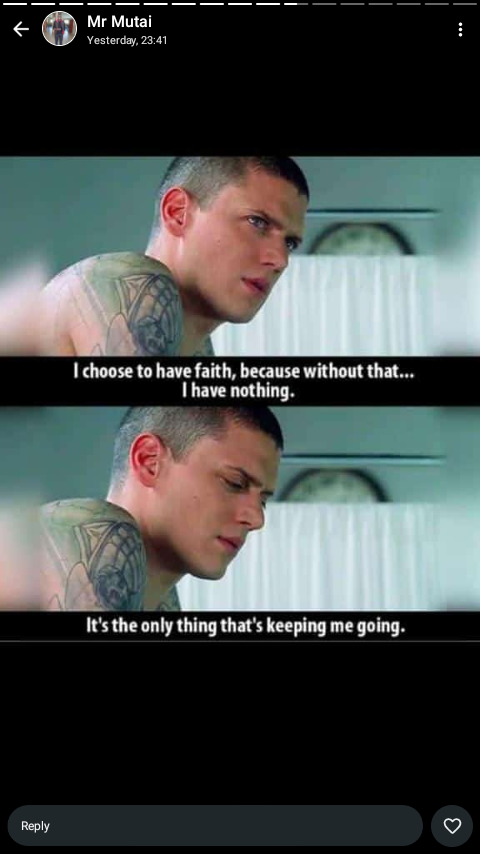 Mr Mutai
Yesterday, 23:41
I choose to have faith, because without that...
I have nothing.
It's the only thing that's keeping me going.
Reply